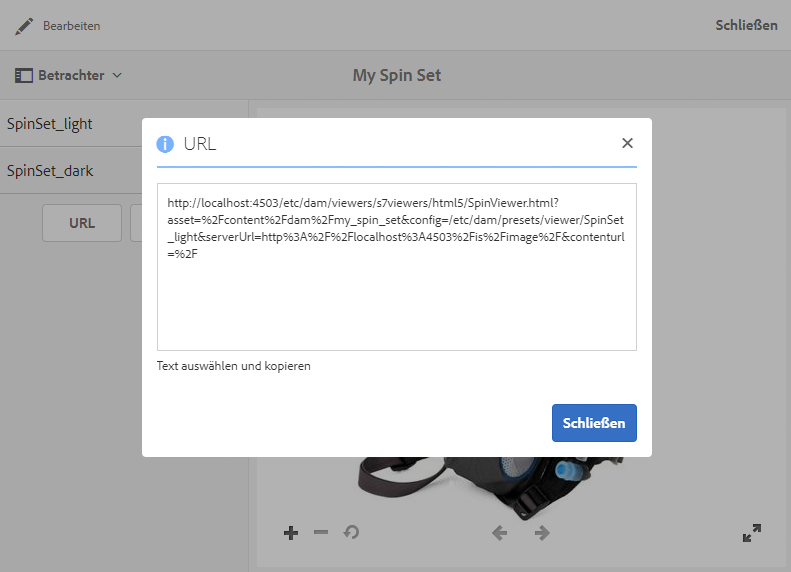 Bearbeiten
Schließen
Betrachter
My Spin Set
SpinSet_light
SpinSet_dark
URL
URL
http://localhost:4503/etc/dam/viewers/s7viewers/html5/SpinViewer.html?
asset=%2Fcontent%2Fdam%2Fmy_spin_set&config=/etc/dam/presets/viewer/SpinSet
_light&serverUrl=http%3A%2F%2Flocalhost%3A4503%2Fis%2Fimage%2F&contenturl
=%2F
Text auswählen und kopieren
Schließen